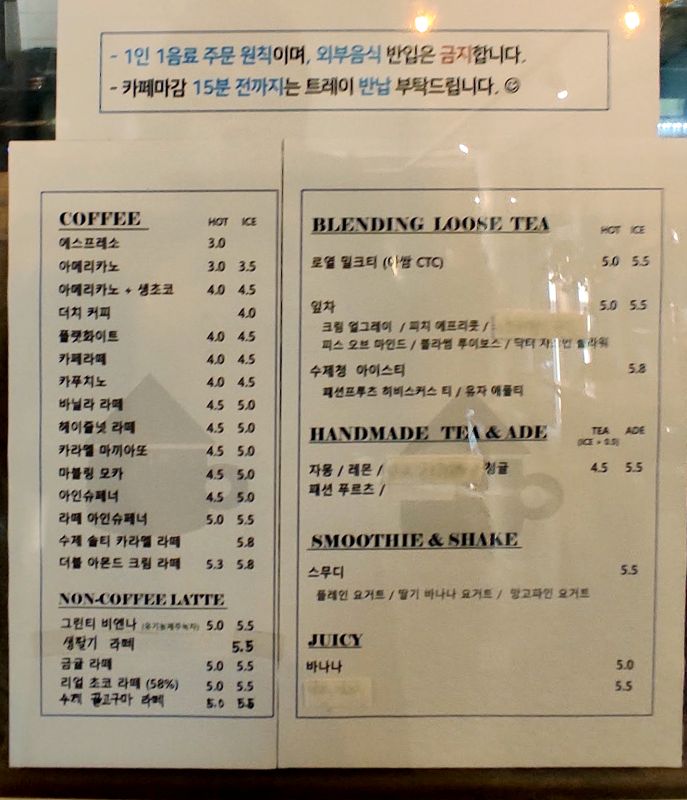 - 1인 1음료 주문 원칙이며, 외부음식 반입은 금지합니다.
- 카페마감 15분 전까지는 트레이 반납 부탁드립니다. ☺
COFFEE HOT ICE
에스프레소 3.0
아메리카노 3.0 3.5
아메리카노 + 생초코 4.0 4.5
더치 커피 4.0
플랫화이트 4.0 4.5
카페라떼 4.0 4.5
카푸치노 4.0 4.5
바닐라 라떼 4.5 5.0
헤이즐넛 라떼 4.5 5.0
카라멜 마끼아또 4.5 5.0
마블링 모카 4.5 5.0
아인슈페너 4.5 5.0
라떼 아인슈페너 5.0 5.5
수제 솔티 카라멜 라떼 5.8
더블 아몬드 크림 라떼 5.3 5.8
NON-COFFEE LATTE
그린티 비엔나 (유기농제주녹차) 5.0 5.5
생딸기 라떼 5.5
금귤 라떼 5.0 5.5
리얼 초코 라떼 (58%) 5.0 5.5
수제 꿀고구마 라떼 5.0 5.5
BLENDING LOOSE TEA HOT ICE
로열 밀크티 (아쌈 CTC) 5.0 5.5
잎차 5.0 5.5
크림 얼그레이 / 피치 에프리콧 /
피스 오브 마인드 / 블라썸 루이보스 / 닥터
수제청 아이스티 5.8
패션프루츠 히비스커스 티 / 유자 애플티
HANDMADE TEA & ADE TEA ADE
(ICE + 0.5)
자몽 / 레몬 / 청귤 4.5 5.5
패션 푸르츠 /
SMOOTHIE & SHAKE
스무디 5.5
플레인 요거트 / 딸기 바나나 요거트 / 망고파인 요거트
JUICY
바나나 5.0
5.5